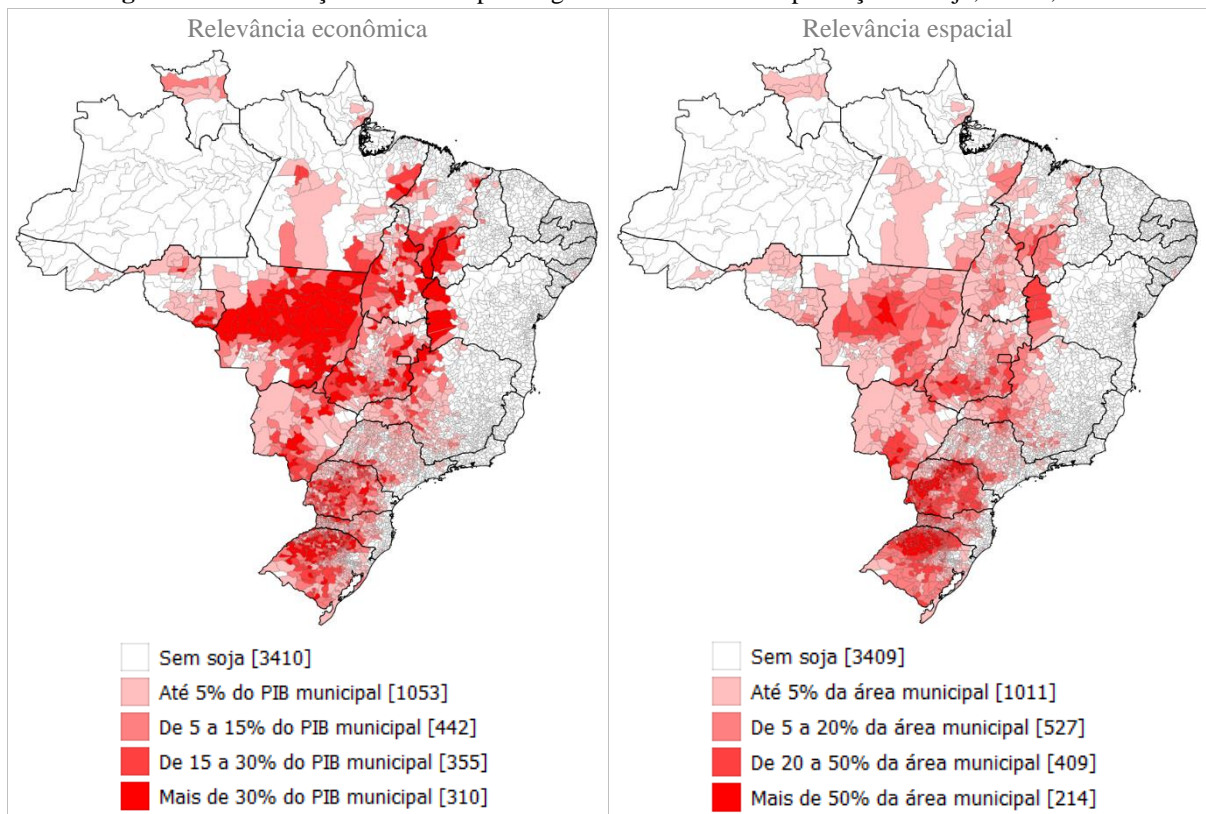 Relevância econômica
Relevância espacial
Sem soja [3410]
Até 5% do PIB municipal [1053]
De 5 a 15% do PIB municipal [442]
De 15 a 30% do PIB municipal [355]
Mais de 30% do PIB municipal [310]
Sem soja [3409]
Até 5% da área municipal [1011]
De 5 a 20% da área municipal [527]
De 20 a 50% da área municipal [409]
Mais de 50% da área municipal [214]